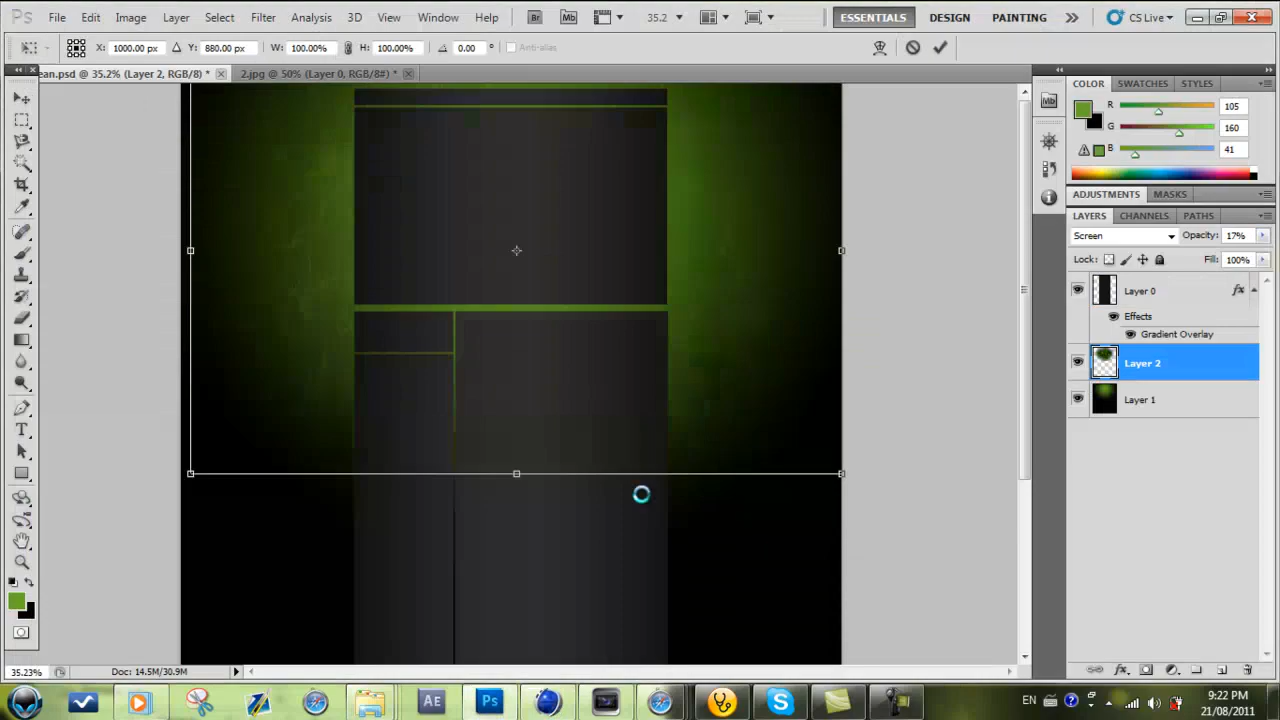 Ps File Edit Image Layer Select Filter Analysis 3D View Window Help Br Mb 35.2 ESSENTIALS DESIGN PAINTING CS Live
X: 1000.00 px Y: 880.00 px W: 100.00% H: 100.00% 0.00 ° Anti-alias
ean.psd @ 35.2% (Layer 2, RGB/8) * 2.jpg @ 50% (Layer 0, RGB/8#) *
COLOR SWATCHES STYLES
R 105
G 160
B 41
ADJUSTMENTS MASKS
LAYERS CHANNELS PATHS
Screen Opacity: 17%
Lock: Fill: 100%
Layer 0 fx
Effects
Gradient Overlay
Layer 2
Layer 1
35.23% Doc: 14.5M/30.9M
Ae Ps EN 9:22 PM
21/08/2011